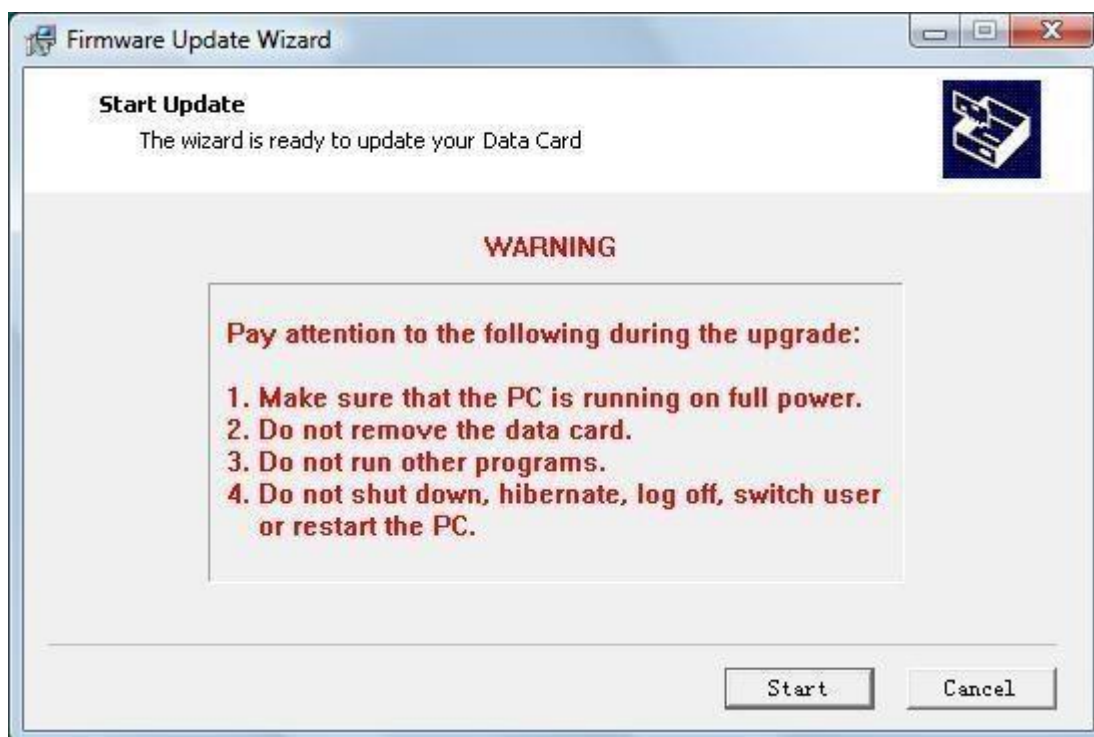 Firmware Update Wizard
Start Update
The wizard is ready to update your Data Card
WARNING
Pay attention to the following during the upgrade:
1. Make sure that the PC is running on full power.
2. Do not remove the data card.
3. Do not run other programs.
4. Do not shut down, hibernate, log off, switch user
or restart the PC.
Start
Cancel